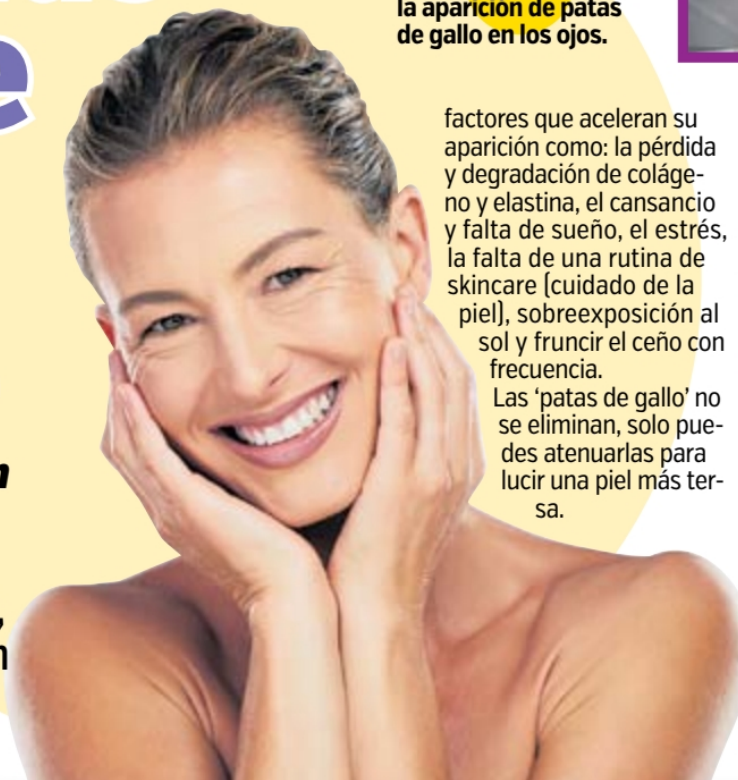 la aparición de patas
de gallo en los ojos.
factores que aceleran su
aparición como: la pérdida
y degradación de coláge-
no y elastina, el cansancio
y falta de sueño, el estrés,
la falta de una rutina de
skincare (cuidado de la
piel), sobreexposición al
sol y fruncir el ceño con
frecuencia.
Las ‘patas de gallo’ no
se eliminan, solo pue-
des atenuarlas para
lucir una piel más ter-
sa.